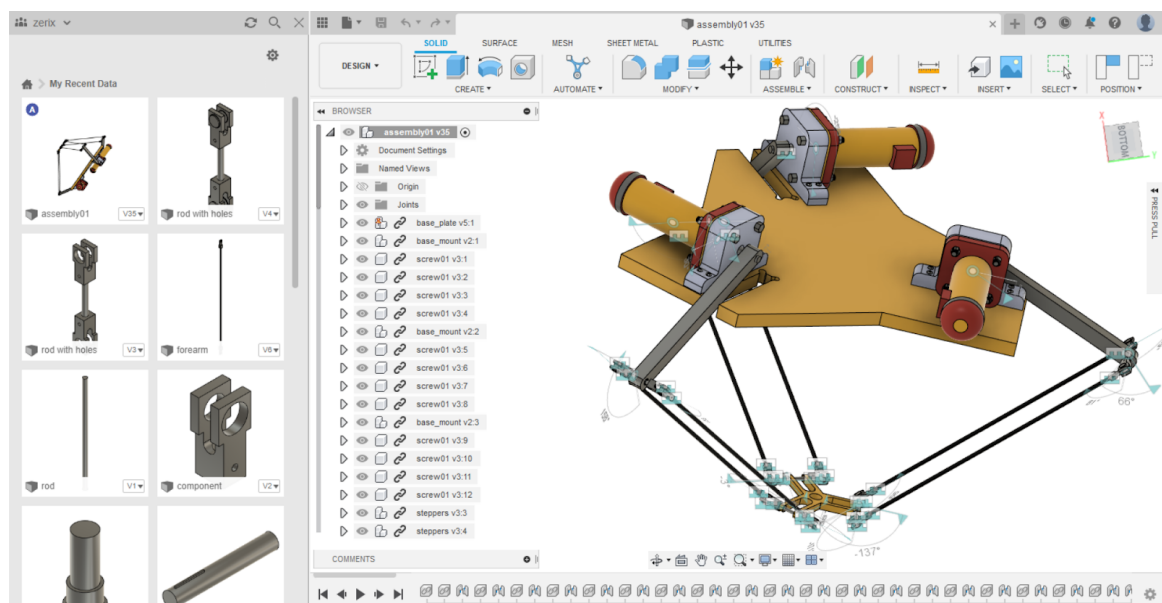 zerix
assembly01 v35
SOLID SURFACE MESH SHEET METAL PLASTIC UTILITIES
DESIGN
CREATE AUTOMATE MODIFY ASSEMBLE CONSTRUCT INSPECT INSERT SELECT POSITION
My Recent Data
A
assembly01 V35
rod with holes V4
rod with holes V3
forearm V6
rod V1
component V2
BROWSER
assembly01 v35
Document Settings
Named Views
Origin
Joints
base_plate v5:1
base_mount v2:1
screw01 v3:1
screw01 v3:2
screw01 v3:3
screw01 v3:4
base_mount v2:2
screw01 v3:5
screw01 v3:6
screw01 v3:7
screw01 v3:8
base_mount v2:3
screw01 v3:9
screw01 v3:10
screw01 v3:11
screw01 v3:12
steppers v3:3
steppers v3:4
COMMENTS
X
BOTTOM
Y
PRESS PULL
66°
-137°